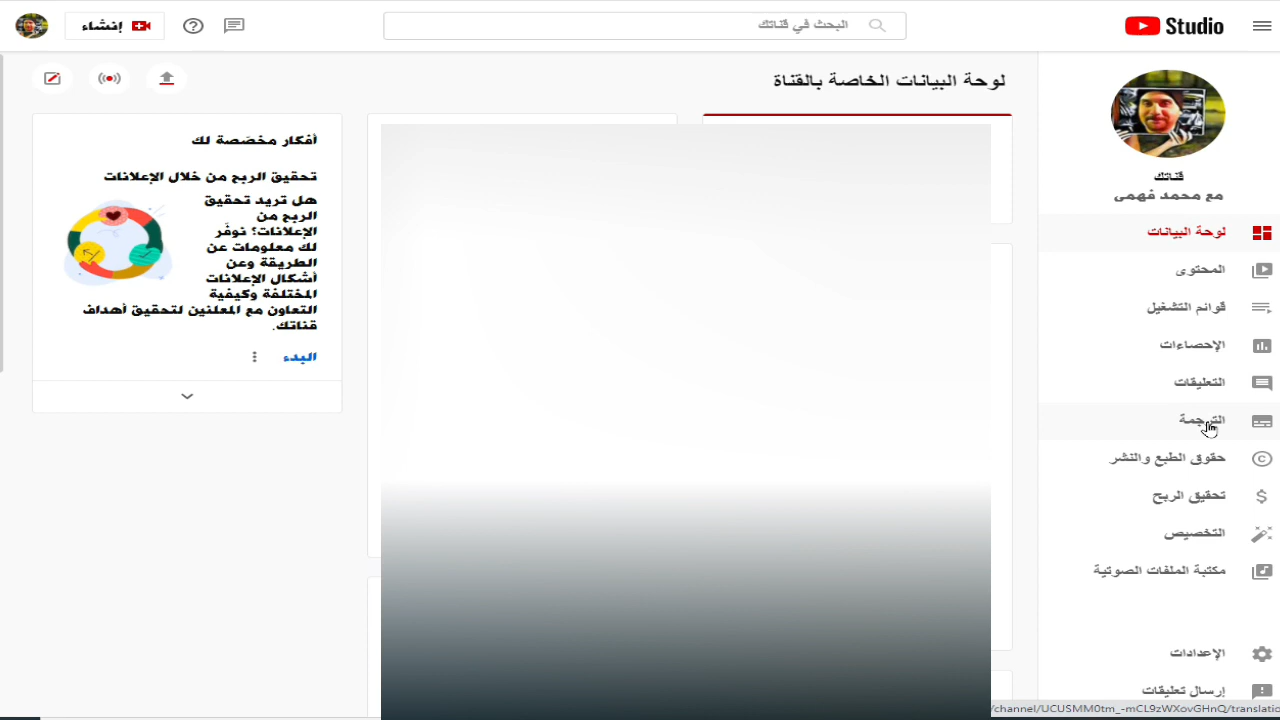 Studio
البحث في قناتك
إنشاء
قناتك
مع محمد فهمى
لوحة البيانات
المحتوى
قوائم التشغيل
الإحصاءات
التعليقات
الترجمة
حقوق الطبع والنشر
تحقيق الربح
التخصيص
مكتبة الملفات الصوتية
الإعدادات
إرسال تعليقات
لوحة البيانات الخاصة بالقناة
أفكار مخصّصة لك
تحقيق الربح من خلال الإعلانات
هل تريد تحقيق
الربح من
الإعلانات؟ نوفّر
لك معلومات عن
الطريقة وعن
أشكال الإعلانات
المختلفة وكيفية
التعاون مع المعلنين لتحقيق أهداف
قناتك.
البدء
/channel/UCUSMM0tm_-mCL9zWXovGHnQ/translatio